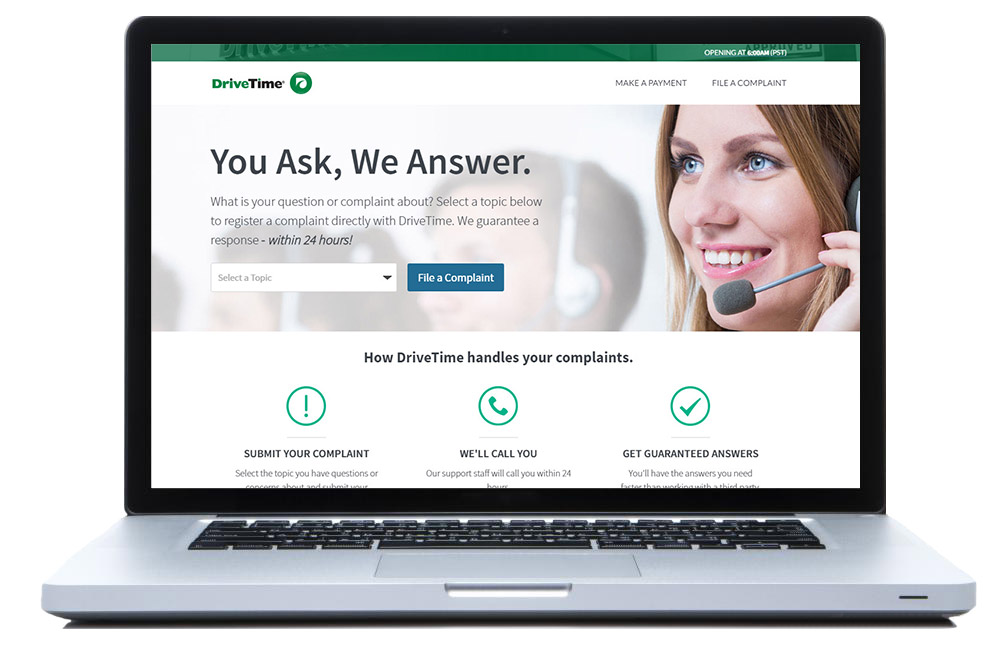 OPENING AT 6:00AM (PST)
APPROVED
DriveTime
MAKE A PAYMENT
FILE A COMPLAINT
You Ask, We Answer.
What is your question or complaint about? Select a topic below
to register a complaint directly with DriveTime. We guarantee a
response - within 24 hours!
Select a Topic
File a Complaint
How DriveTime handles your complaints.
SUBMIT YOUR COMPLAINT
WE'LL CALL YOU
GET GUARANTEED ANSWERS
Select the topic you have questions or
concerns about and submit your
Our support staff will call you within 24
hours
You'll have the answers you need
faster than working with a third party